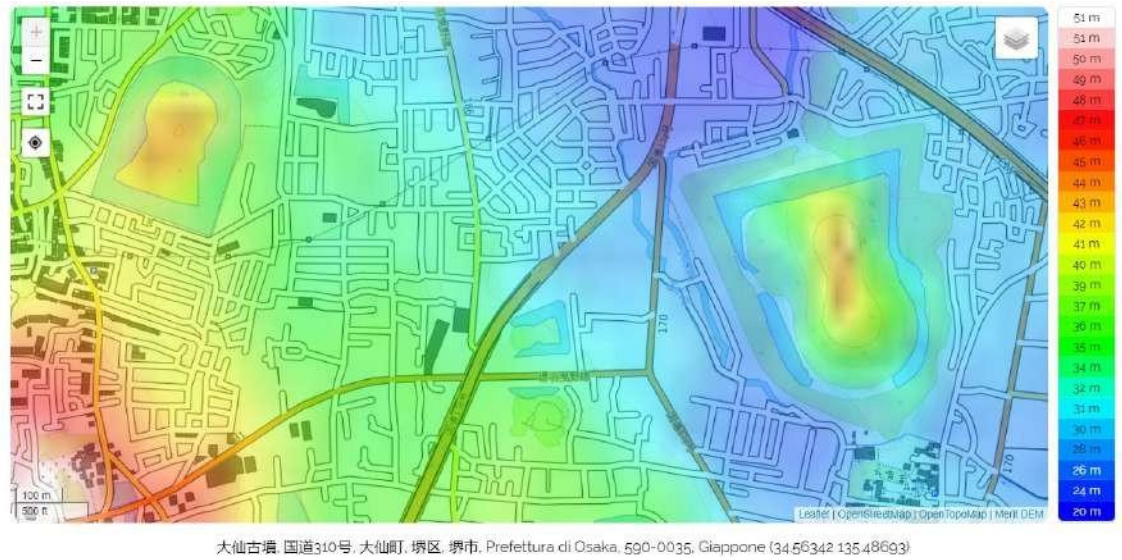 51 m
51 m
50 m
49 m
48 m
47 m
46 m
45 m
44 m
43 m
42 m
41 m
40 m
39 m
37 m
36 m
35 m
34 m
32 m
31 m
30 m
28 m
26 m
24 m
20 m
170
170
100 m
500 ft
Leaflet | OpenStreetMap | OpenTopoMap | Merit DEM
大仙古墳, 国道310号, 大仙町, 堺区, 堺市, Prefettura di Osaka, 590-0035, Giappone (34.56342 135.48693)